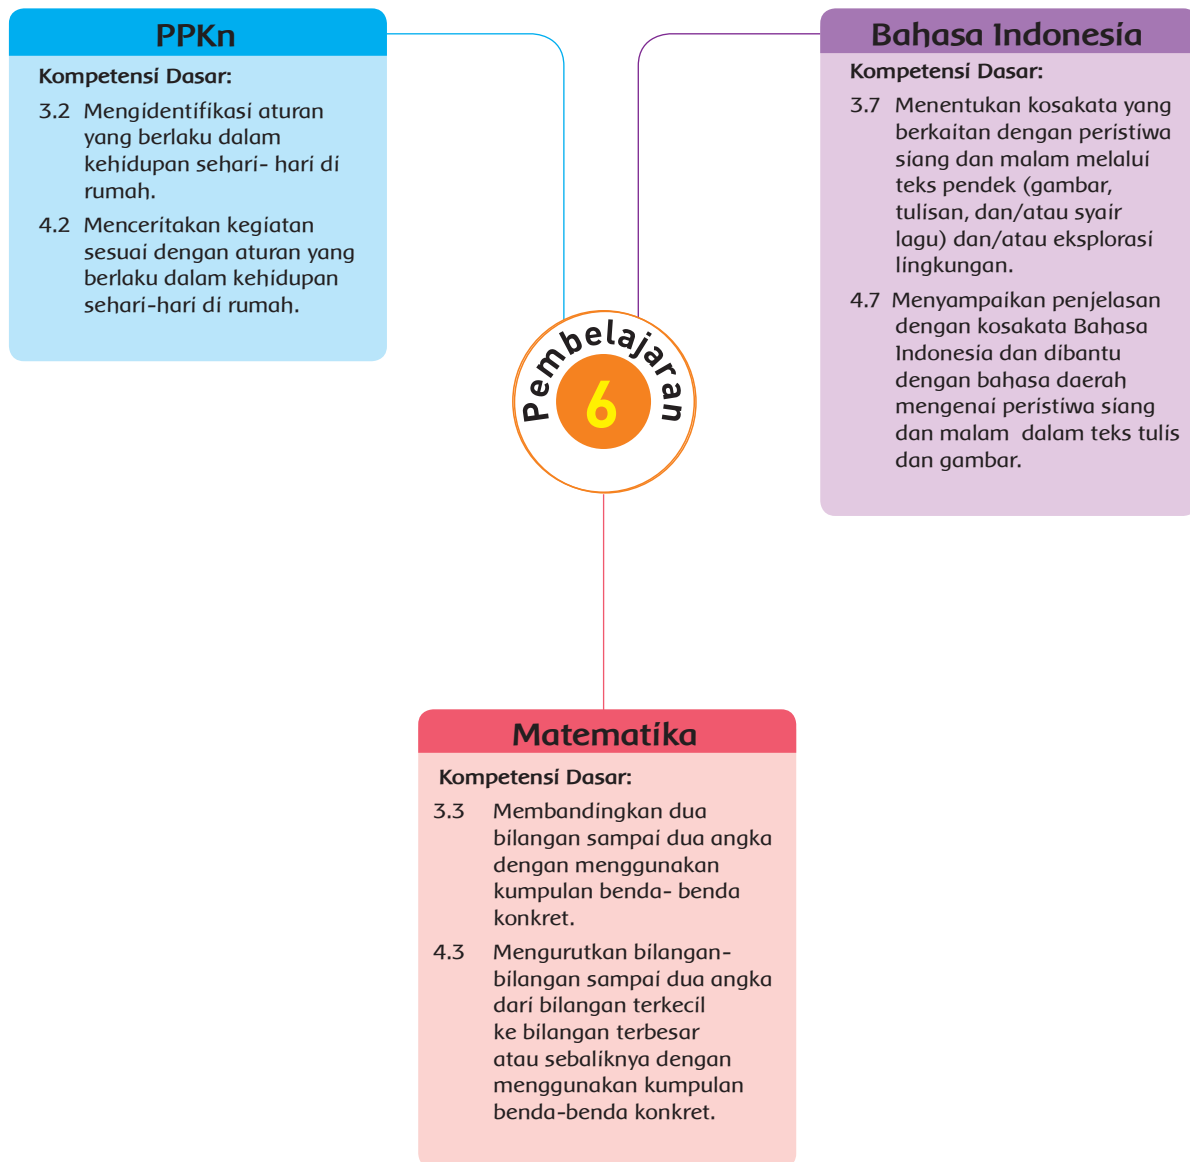 PPKn
Kompetensi Dasar:
3.2 Mengidentifikasi aturan
yang berlaku dalam
kehidupan sehari- hari di
rumah.
4.2 Menceritakan kegiatan
sesuai dengan aturan yang
berlaku dalam kehidupan
sehari-hari di rumah.
Bahasa Indonesia
Kompetensi Dasar:
3.7 Menentukan kosakata yang
berkaitan dengan peristiwa
siang dan malam melalui
teks pendek (gambar,
tulisan, dan/atau syair
lagu) dan/atau eksplorasi
lingkungan.
4.7 Menyampaikan penjelasan
dengan kosakata Bahasa
Indonesia dan dibantu
dengan bahasa daerah
mengenai peristiwa siang
dan malam dalam teks tulis
dan gambar.
Pembelajaran
6
Matematika
Kompetensi Dasar:
3.3 Membandingkan dua
bilangan sampai dua angka
dengan menggunakan
kumpulan benda- benda
konkret.
4.3 Mengurutkan bilangan-
bilangan sampai dua angka
dari bilangan terkecil
ke bilangan terbesar
atau sebaliknya dengan
menggunakan kumpulan
benda-benda konkret.